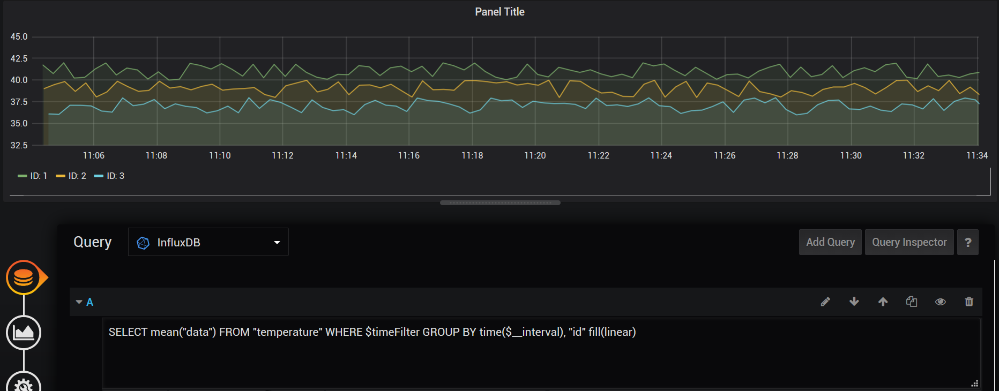 Panel Title
45.0
42.5
40.0
37.5
35.0
32.5
11:06 11:08 11:10 11:12 11:14 11:16 11:18 11:20 11:22 11:24 11:26 11:28 11:30 11:32 11:34
ID: 1 ID: 2 ID: 3
Query InfluxDB Add Query Query Inspector ?
A
SELECT mean("data") FROM "temperature" WHERE $timeFilter GROUP BY time($__interval), "id" fill(linear)